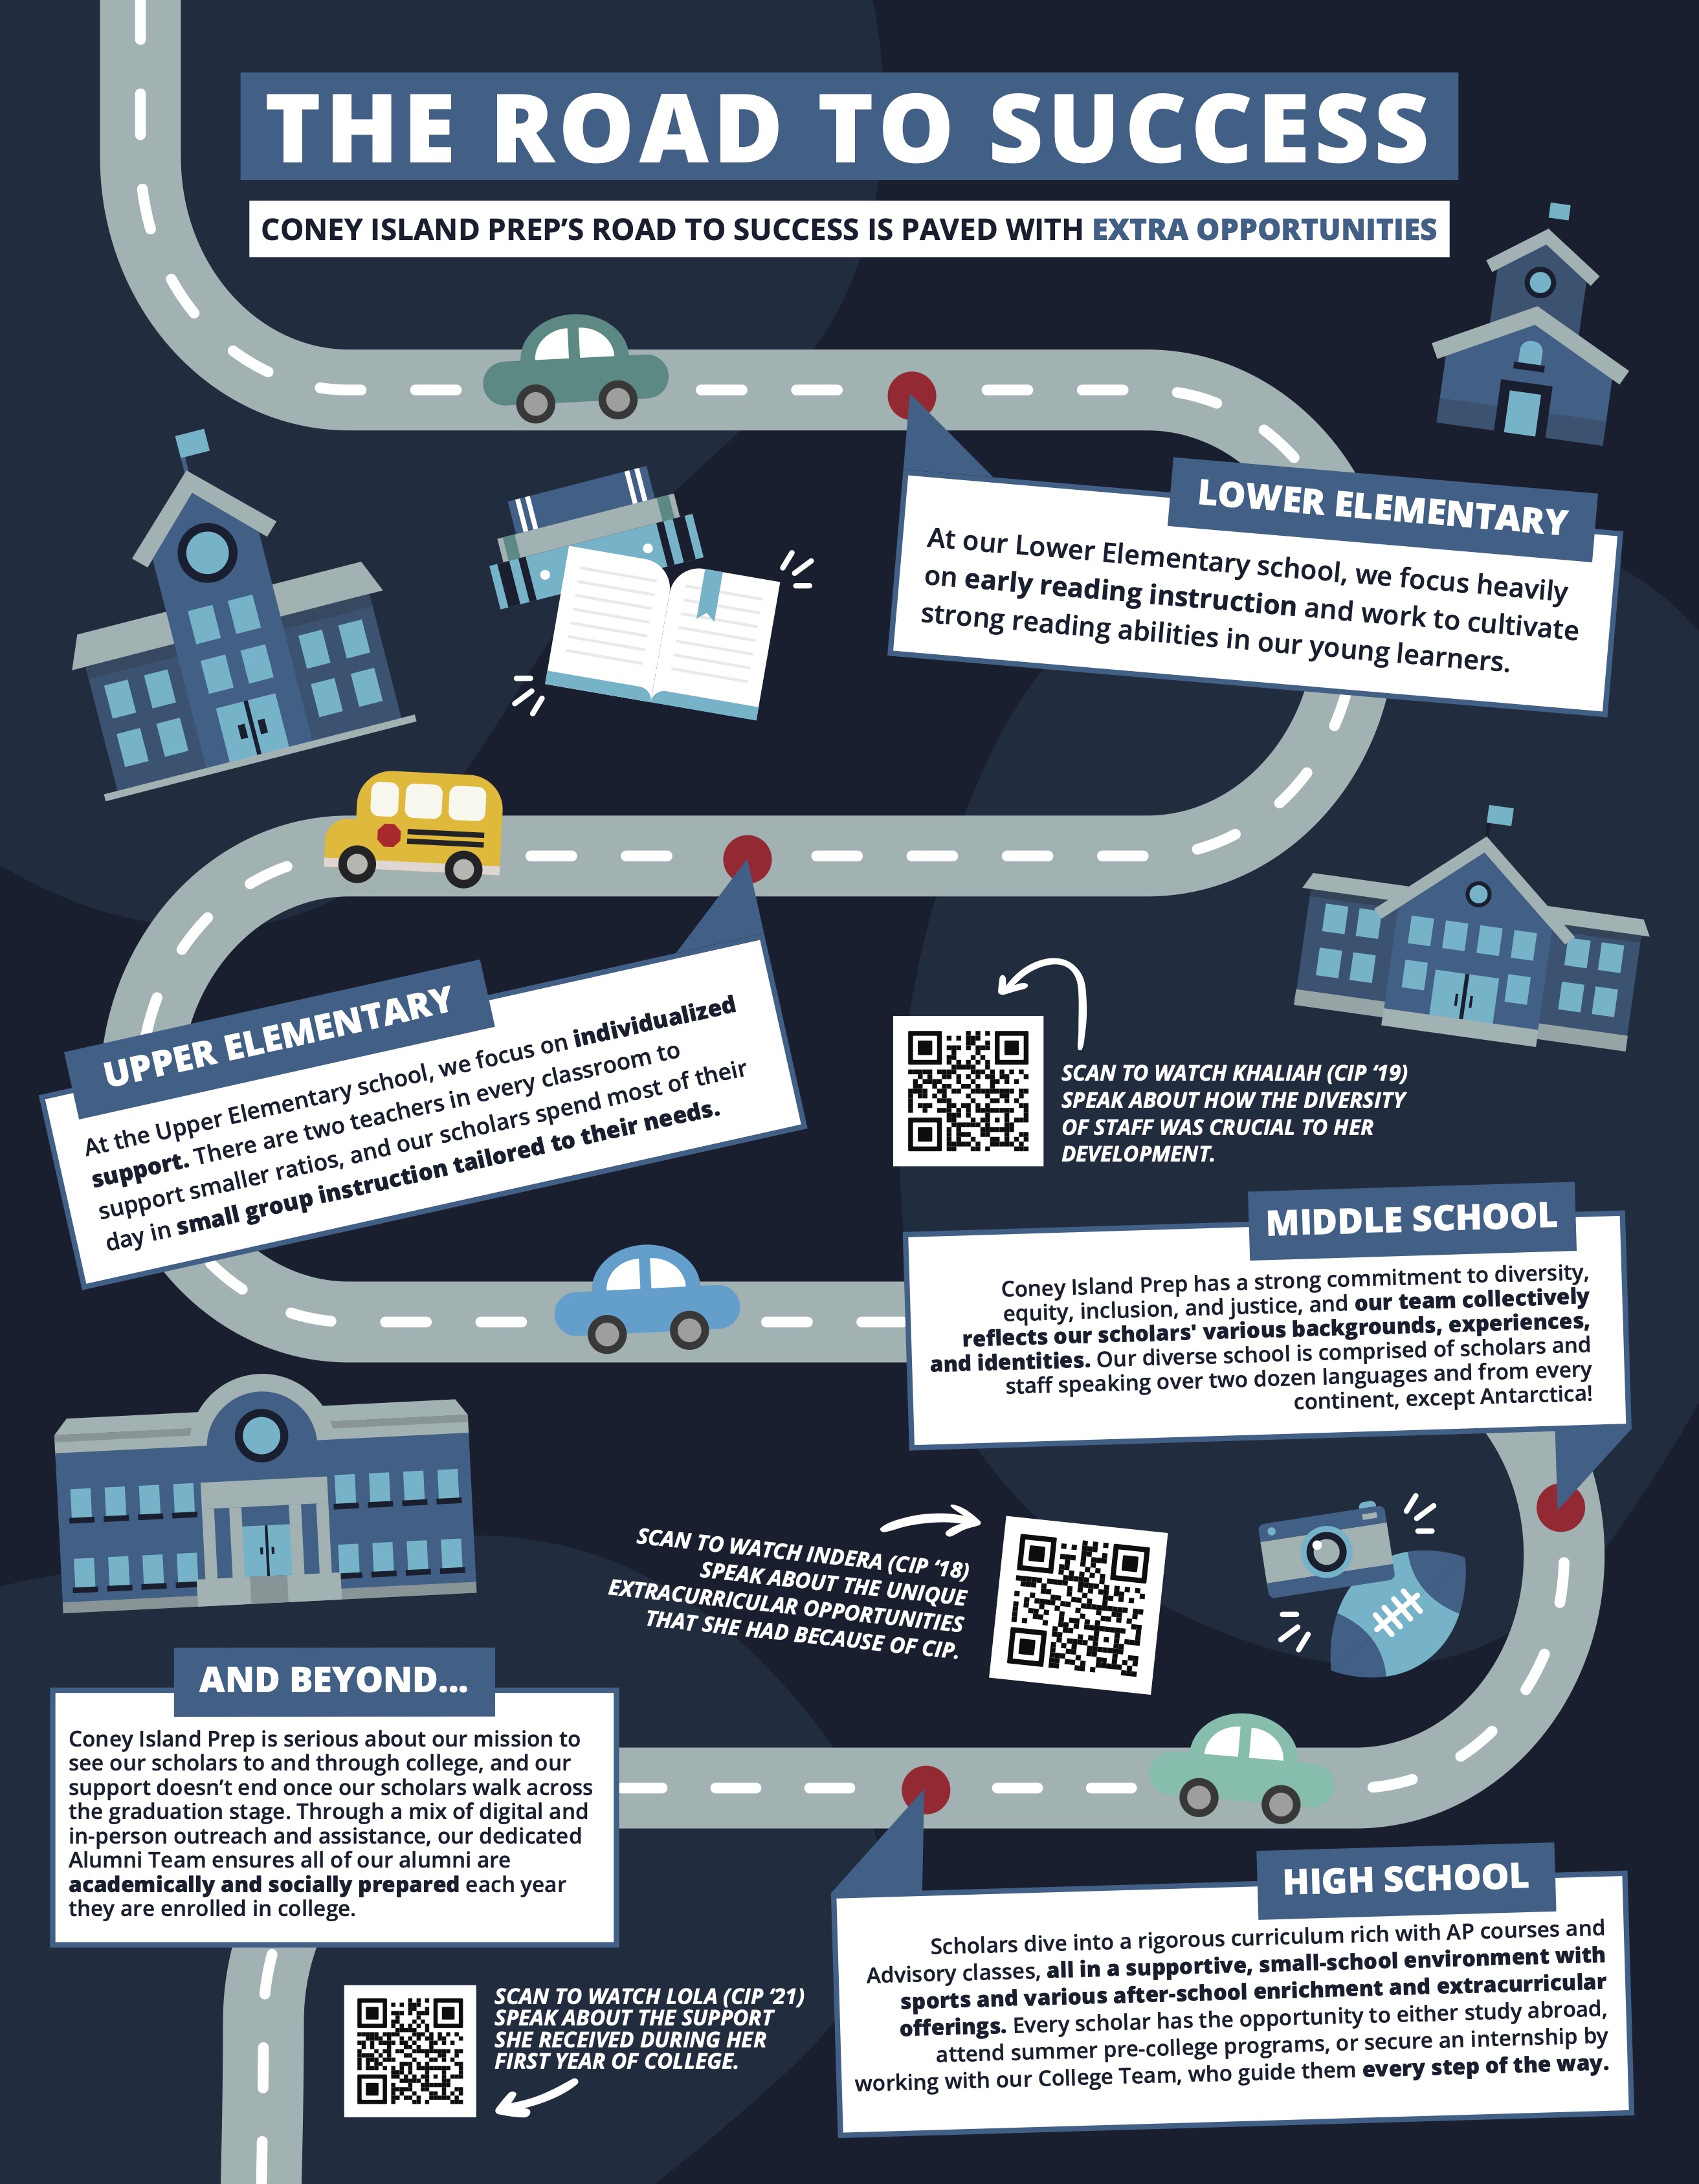 THE ROAD TO SUCCESS
CONEY ISLAND PREP’S ROAD TO SUCCESS IS PAVED WITH EXTRA OPPORTUNITIES
LOWER ELEMENTARY
At our Lower Elementary school, we focus heavily
on early reading instruction and work to cultivate
strong reading abilities in our young learners.
UPPER ELEMENTARY
At the Upper Elementary school, we focus on individualized
support. There are two teachers in every classroom to
support smaller ratios, and our scholars spend most of their
day in small group instruction tailored to their needs.
SCAN TO WATCH KHALIAH (CIP ‘19)
SPEAK ABOUT HOW THE DIVERSITY
OF STAFF WAS CRUCIAL TO HER
DEVELOPMENT.
MIDDLE SCHOOL
Coney Island Prep has a strong commitment to diversity,
equity, inclusion, and justice, and our team collectively
reflects our scholars' various backgrounds, experiences,
and identities. Our diverse school is comprised of scholars and
staff speaking over two dozen languages and from every
continent, except Antarctica!
SCAN TO WATCH INDERA (CIP ‘18)
SPEAK ABOUT THE UNIQUE
EXTRACURRICULAR OPPORTUNITIES
THAT SHE HAD BECAUSE OF CIP.
HIGH SCHOOL
Scholars dive into a rigorous curriculum rich with AP courses and
Advisory classes, all in a supportive, small-school environment with
sports and various after-school enrichment and extracurricular
offerings. Every scholar has the opportunity to either study abroad,
attend summer pre-college programs, or secure an internship by
working with our College Team, who guide them every step of the way.
AND BEYOND...
Coney Island Prep is serious about our mission to
see our scholars to and through college, and our
support doesn’t end once our scholars walk across
the graduation stage. Through a mix of digital and
in-person outreach and assistance, our dedicated
Alumni Team ensures all of our alumni are
academically and socially prepared each year
they are enrolled in college.
SCAN TO WATCH LOLA (CIP ‘21)
SPEAK ABOUT THE SUPPORT
SHE RECEIVED DURING HER
FIRST YEAR OF COLLEGE.